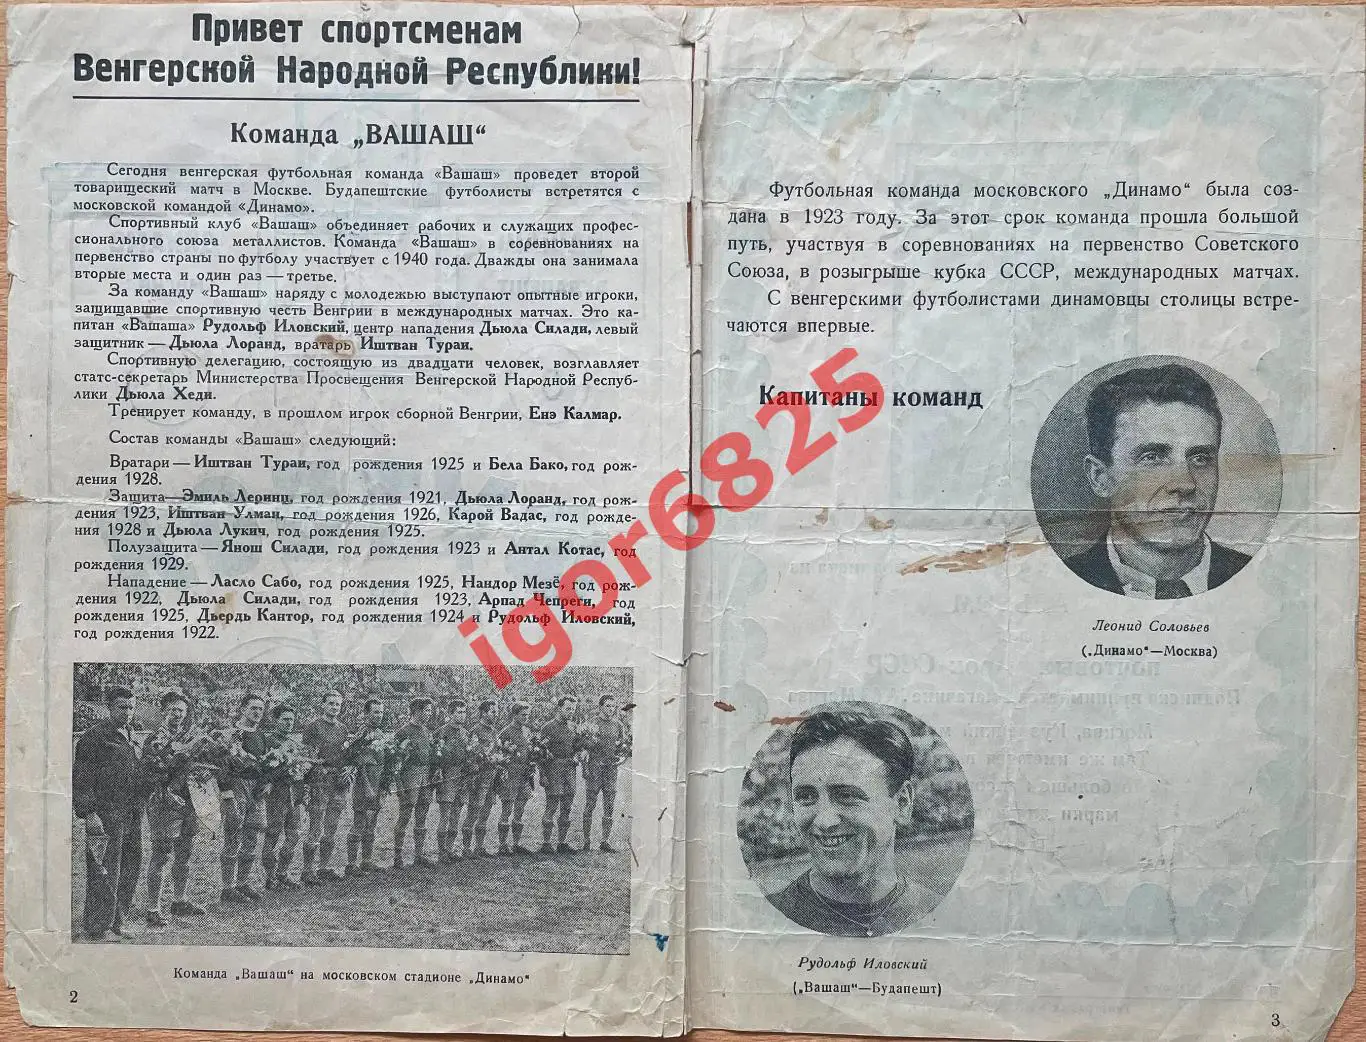 Привет спортсменам
Венгерской Народной Республики!
Команда „ВАШАШ“
Сегодня венгерская футбольная команда «Вашаш» проведет второй
товарищеский матч в Москве. Будапештские футболисты встретятся с
московской командой «Динамо».
Спортивный клуб «Вашаш» объединяет рабочих и служащих профес-
сионального союза металлистов. Команда «Вашаш» в соревнованиях на
первенство страны по футболу участвует с 1940 года. Дважды она занимала
вторые места и один раз — третье.
За команду «Вашаш» наряду с молодежью выступают опытные игроки,
защищавшие спортивную честь Венгрии в международных матчах. Это ка-
питан «Вашаша» Рудольф Иловский, центр нападения Дьюла Силади, левый
защитник — Дьюла Лоранд, вратарь Иштван Тураи.
Спортивную делегацию, состоящую из двадцати человек, возглавляет
статс-секретарь Министерства Просвещения Венгерской Народной Респуб-
лики Дьюла Хеди.
Тренирует команду, в прошлом игрок сборной Венгрии, Енэ Калмар.
Состав команды «Вашаш» следующий:
Вратари — Иштван Тураи, год рождения 1925 и Бела Бако, год рож-
дения 1928.
Защита — Эмиль Леринц, год рождения 1921, Дьюла Лоранд, год рож-
дения 1923, Иштван Улман, год рождения 1926, Карой Вадас, год рожде-
ния 1928 и Дьюла Лукич, год рождения 1925.
Полузащита — Янош Силади, год рождения 1923 и Антал Котас, год
рождения 1929.
Нападение — Ласло Сабо, год рождения 1925, Нандор Мезё, год рож-
дения 1922, Дьюла Силади, год рождения 1923, Арпад Чепреги, год
рождения 1925, Дьердь Кантор, год рождения 1924 и Рудольф Иловский,
год рождения 1922.
Команда „Вашаш“ на московском стадионе „Динамо“
2
Футбольная команда московского „Динамо“ была соз-
дана в 1923 году. За этот срок команда прошла большой
путь, участвуя в соревнованиях на первенство Советского
Союза, в розыгрыше кубка СССР, международных матчах.
С венгерскими футболистами динамовцы столицы встре-
чаются впервые.
Капитаны команд
Леонид Соловьев
(„Динамо“—Москва)
Рудольф Иловский
(„Вашаш“—Будапешт)
3
igor6825